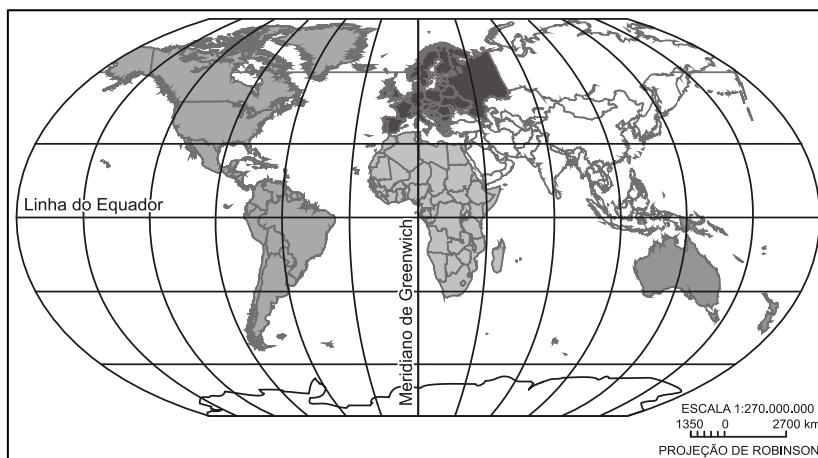 Linha do Equador
Meridiano de Greenwich
ESCALA 1:270.000.000
1350 0 2700 km
PROJEÇÃO DE ROBINSON